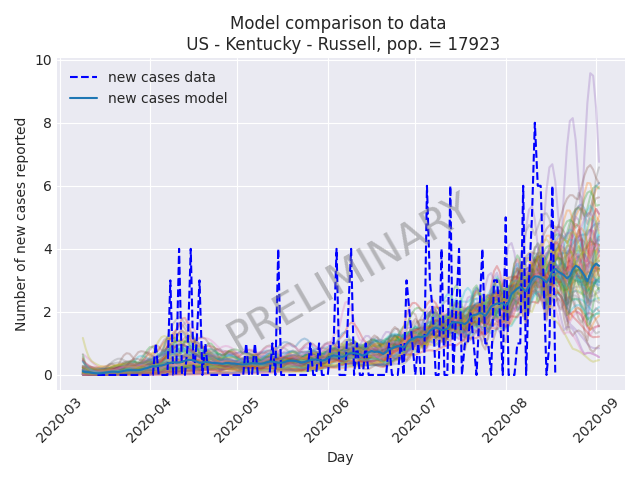 Model comparison to data
US - Kentucky - Russell, pop. = 17923
new cases data
new cases model
PRELIMINARY
Number of new cases reported
10
8
6
4
2
0
2020-03
2020-04
2020-05
2020-06
2020-07
2020-08
2020-09
Day